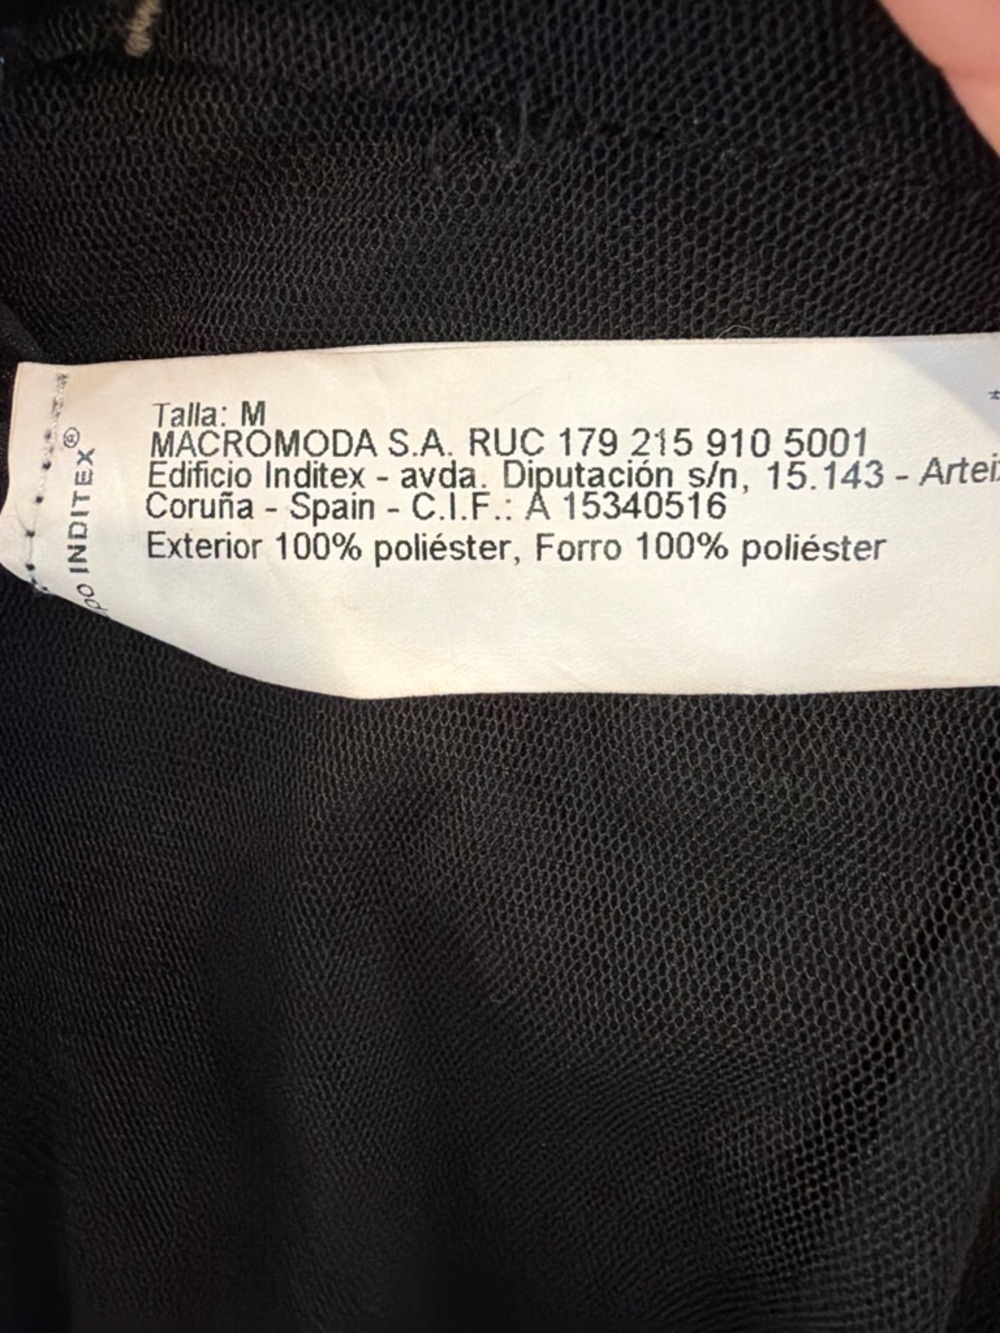 Talla: M
MACROMODA S.A. RUC 179 215 910 5001
Edificio Inditex - avda. Diputación s/n, 15.143 -
Coruña - Spain - C.I.F.: A 15340516
Exterior 100% poliéster, Forro 100% poliéster
INDITEX®